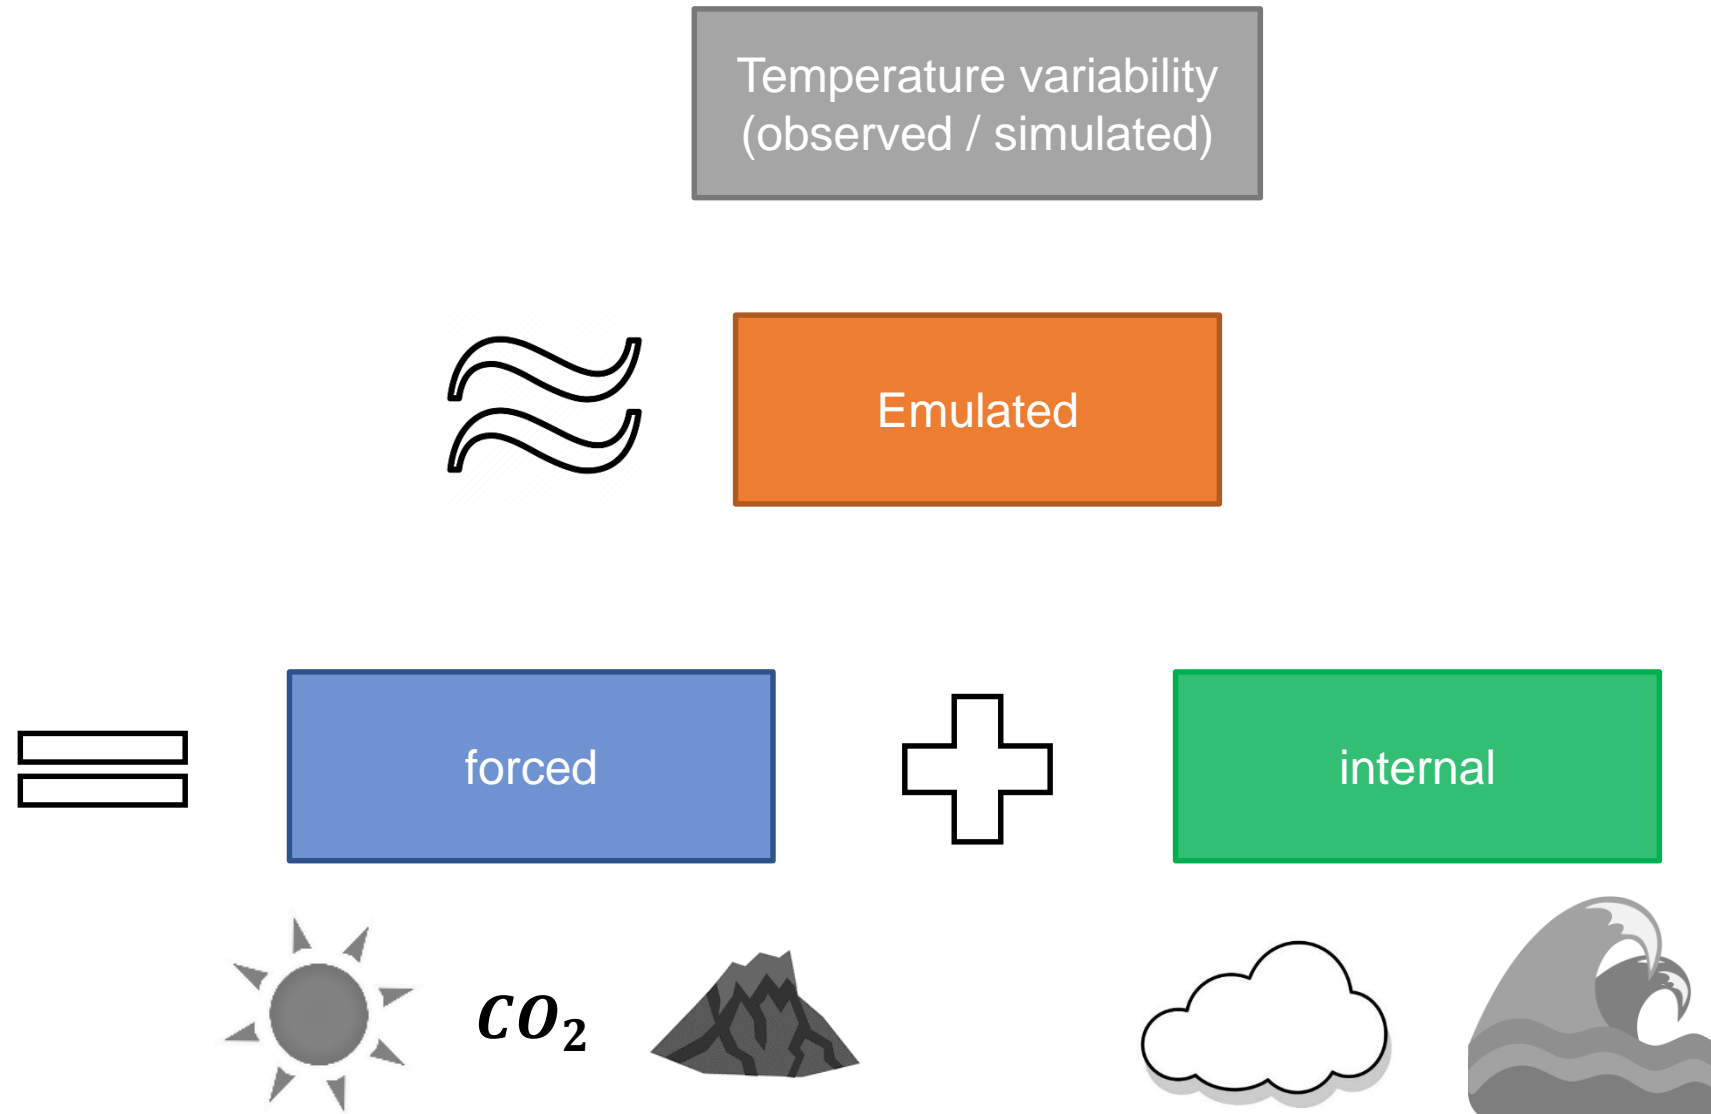 Temperature variability
(observed / simulated)
Emulated
forced
internal
CO₂